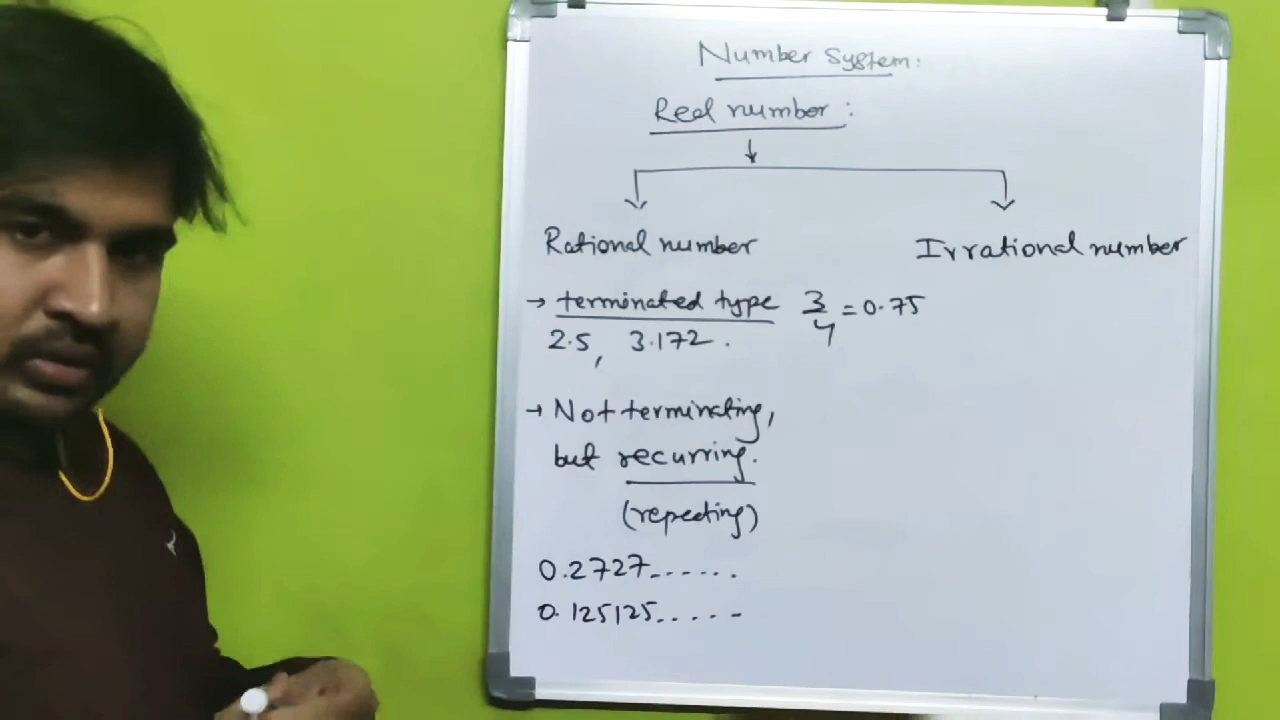 Number System:
Real number:
Rational number
Irrational number
→ terminated type 3/4 = 0.75
2.5, 3.172.
→ Not terminating,
but recurring.
(repeating)
0.2727......
0.125125.....